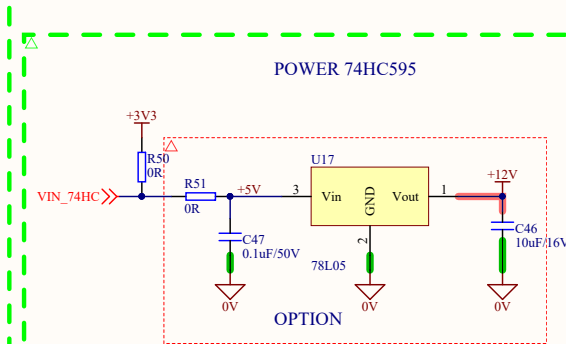 POWER 74HC595
+3V3
R50
0R
VIN_74HC
R51
0R
+5V
U17
3
Vin
GND
Vout
1
2
78L05
+12V
C47
0.1uF/50V
C46
10uF/16V
0V
0V
0V
OPTION